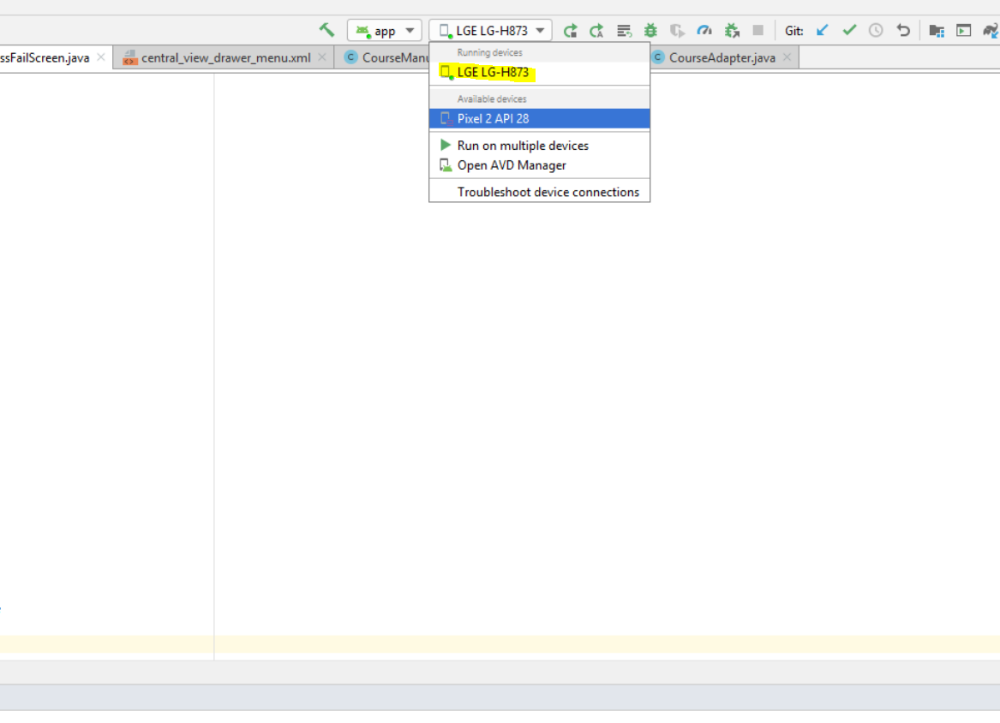 app
LGE LG-H873
Git:
ssFailScreen.java
central_view_drawer_menu.xml
CourseManu
CourseAdapter.java
Running devices
LGE LG-H873
Available devices
Pixel 2 API 28
Run on multiple devices
Open AVD Manager
Troubleshoot device connections